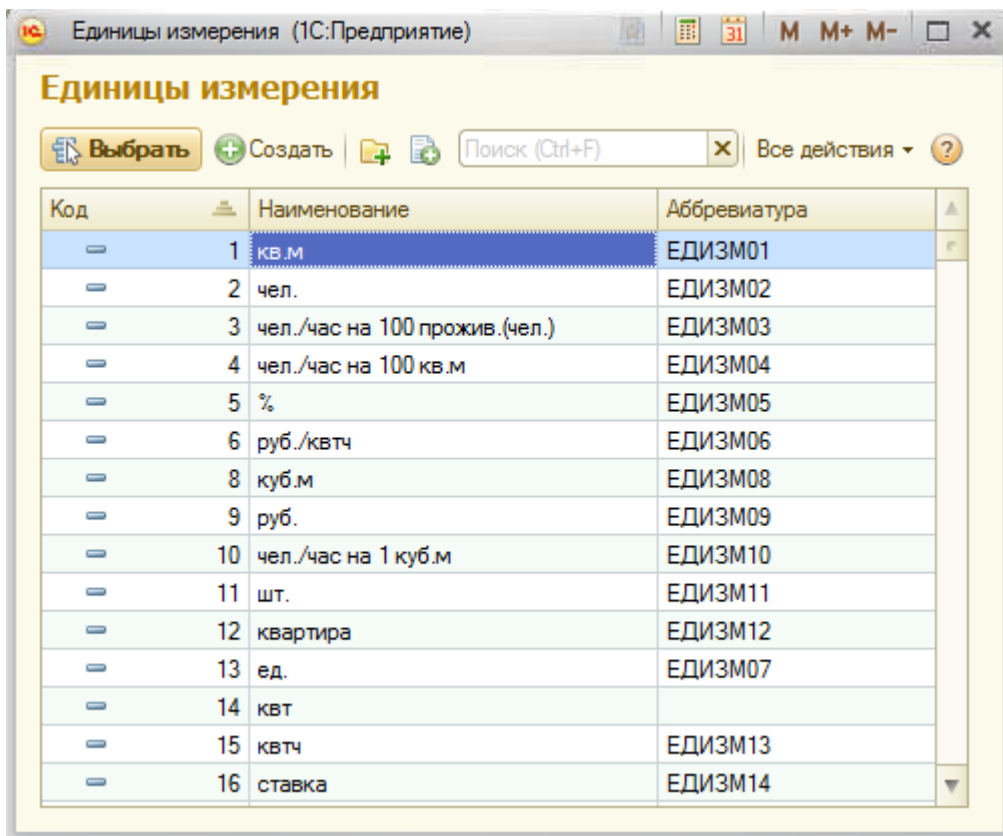 1С Единицы измерения (1С:Предприятие) 31 M M+ M-
Единицы измерения
Выбрать Создать Поиск (Ctrl+F) Все действия ?
Код Наименование Аббревиатура
1 кв.м ЕДИЗМ01
2 чел. ЕДИЗМ02
3 чел./час на 100 прожив.(чел.) ЕДИЗМ03
4 чел./час на 100 кв.м ЕДИЗМ04
5 % ЕДИЗМ05
6 руб./квтч ЕДИЗМ06
8 куб.м ЕДИЗМ08
9 руб. ЕДИЗМ09
10 чел./час на 1 куб.м ЕДИЗМ10
11 шт. ЕДИЗМ11
12 квартира ЕДИЗМ12
13 ед. ЕДИЗМ07
14 квт
15 квтч ЕДИЗМ13
16 ставка ЕДИЗМ14